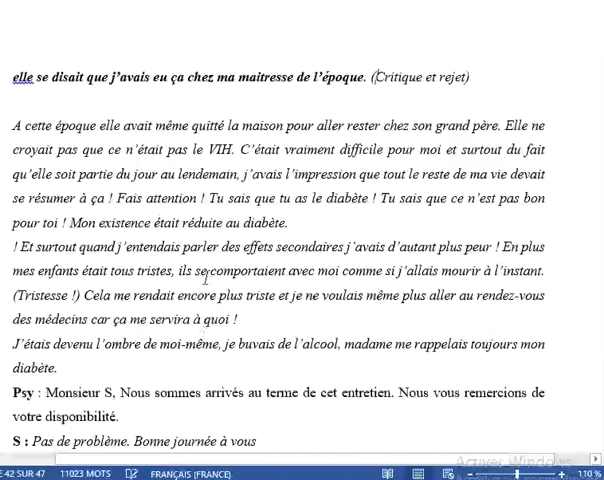 elle se disait que j'avais eu ça chez ma maitresse de l'époque. (Critique et rejet)
A cette époque elle avait même quitté la maison pour aller rester chez son grand père. Elle ne
croyait pas que ce n'était pas le VIH. C'était vraiment difficile pour moi et surtout du fait
qu'elle soit partie du jour au lendemain, j'avais l'impression que tout le reste de ma vie devait
se résumer à ça ! Fais attention ! Tu sais que tu as le diabète ! Tu sais que ce n'est pas bon
pour toi ! Mon existence était réduite au diabète.
! Et surtout quand j'entendais parler des effets secondaires j'avais d'autant plus peur ! En plus
mes enfants était tous tristes, ils se comportaient avec moi comme si j'allais mourir à l'instant.
(Tristesse !) Cela me rendait encore plus triste et je ne voulais même plus aller au rendez-vous
des médecins car ça me servira à quoi !
J'étais devenu l'ombre de moi-même, je buvais de l'alcool, madame me rappelais toujours mon
diabète.
Psy : Monsieur S, Nous sommes arrivés au terme de cet entretien. Nous vous remercions de
votre disponibilité.
S : Pas de problème. Bonne journée à vous
Activer Windows
E 42 SUR 47 11023 MOTS FRANÇAIS (FRANCE) - + 110 %